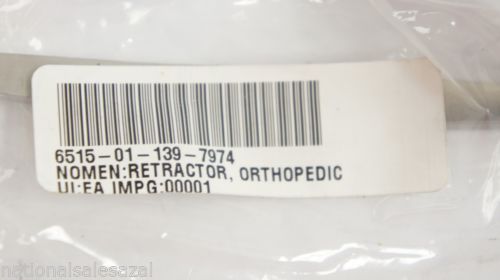 6515-01-139-7974
NOMEN:RETRACTOR, ORTHOPEDIC
UI:EA IMPG:00001
nationalsalesazal